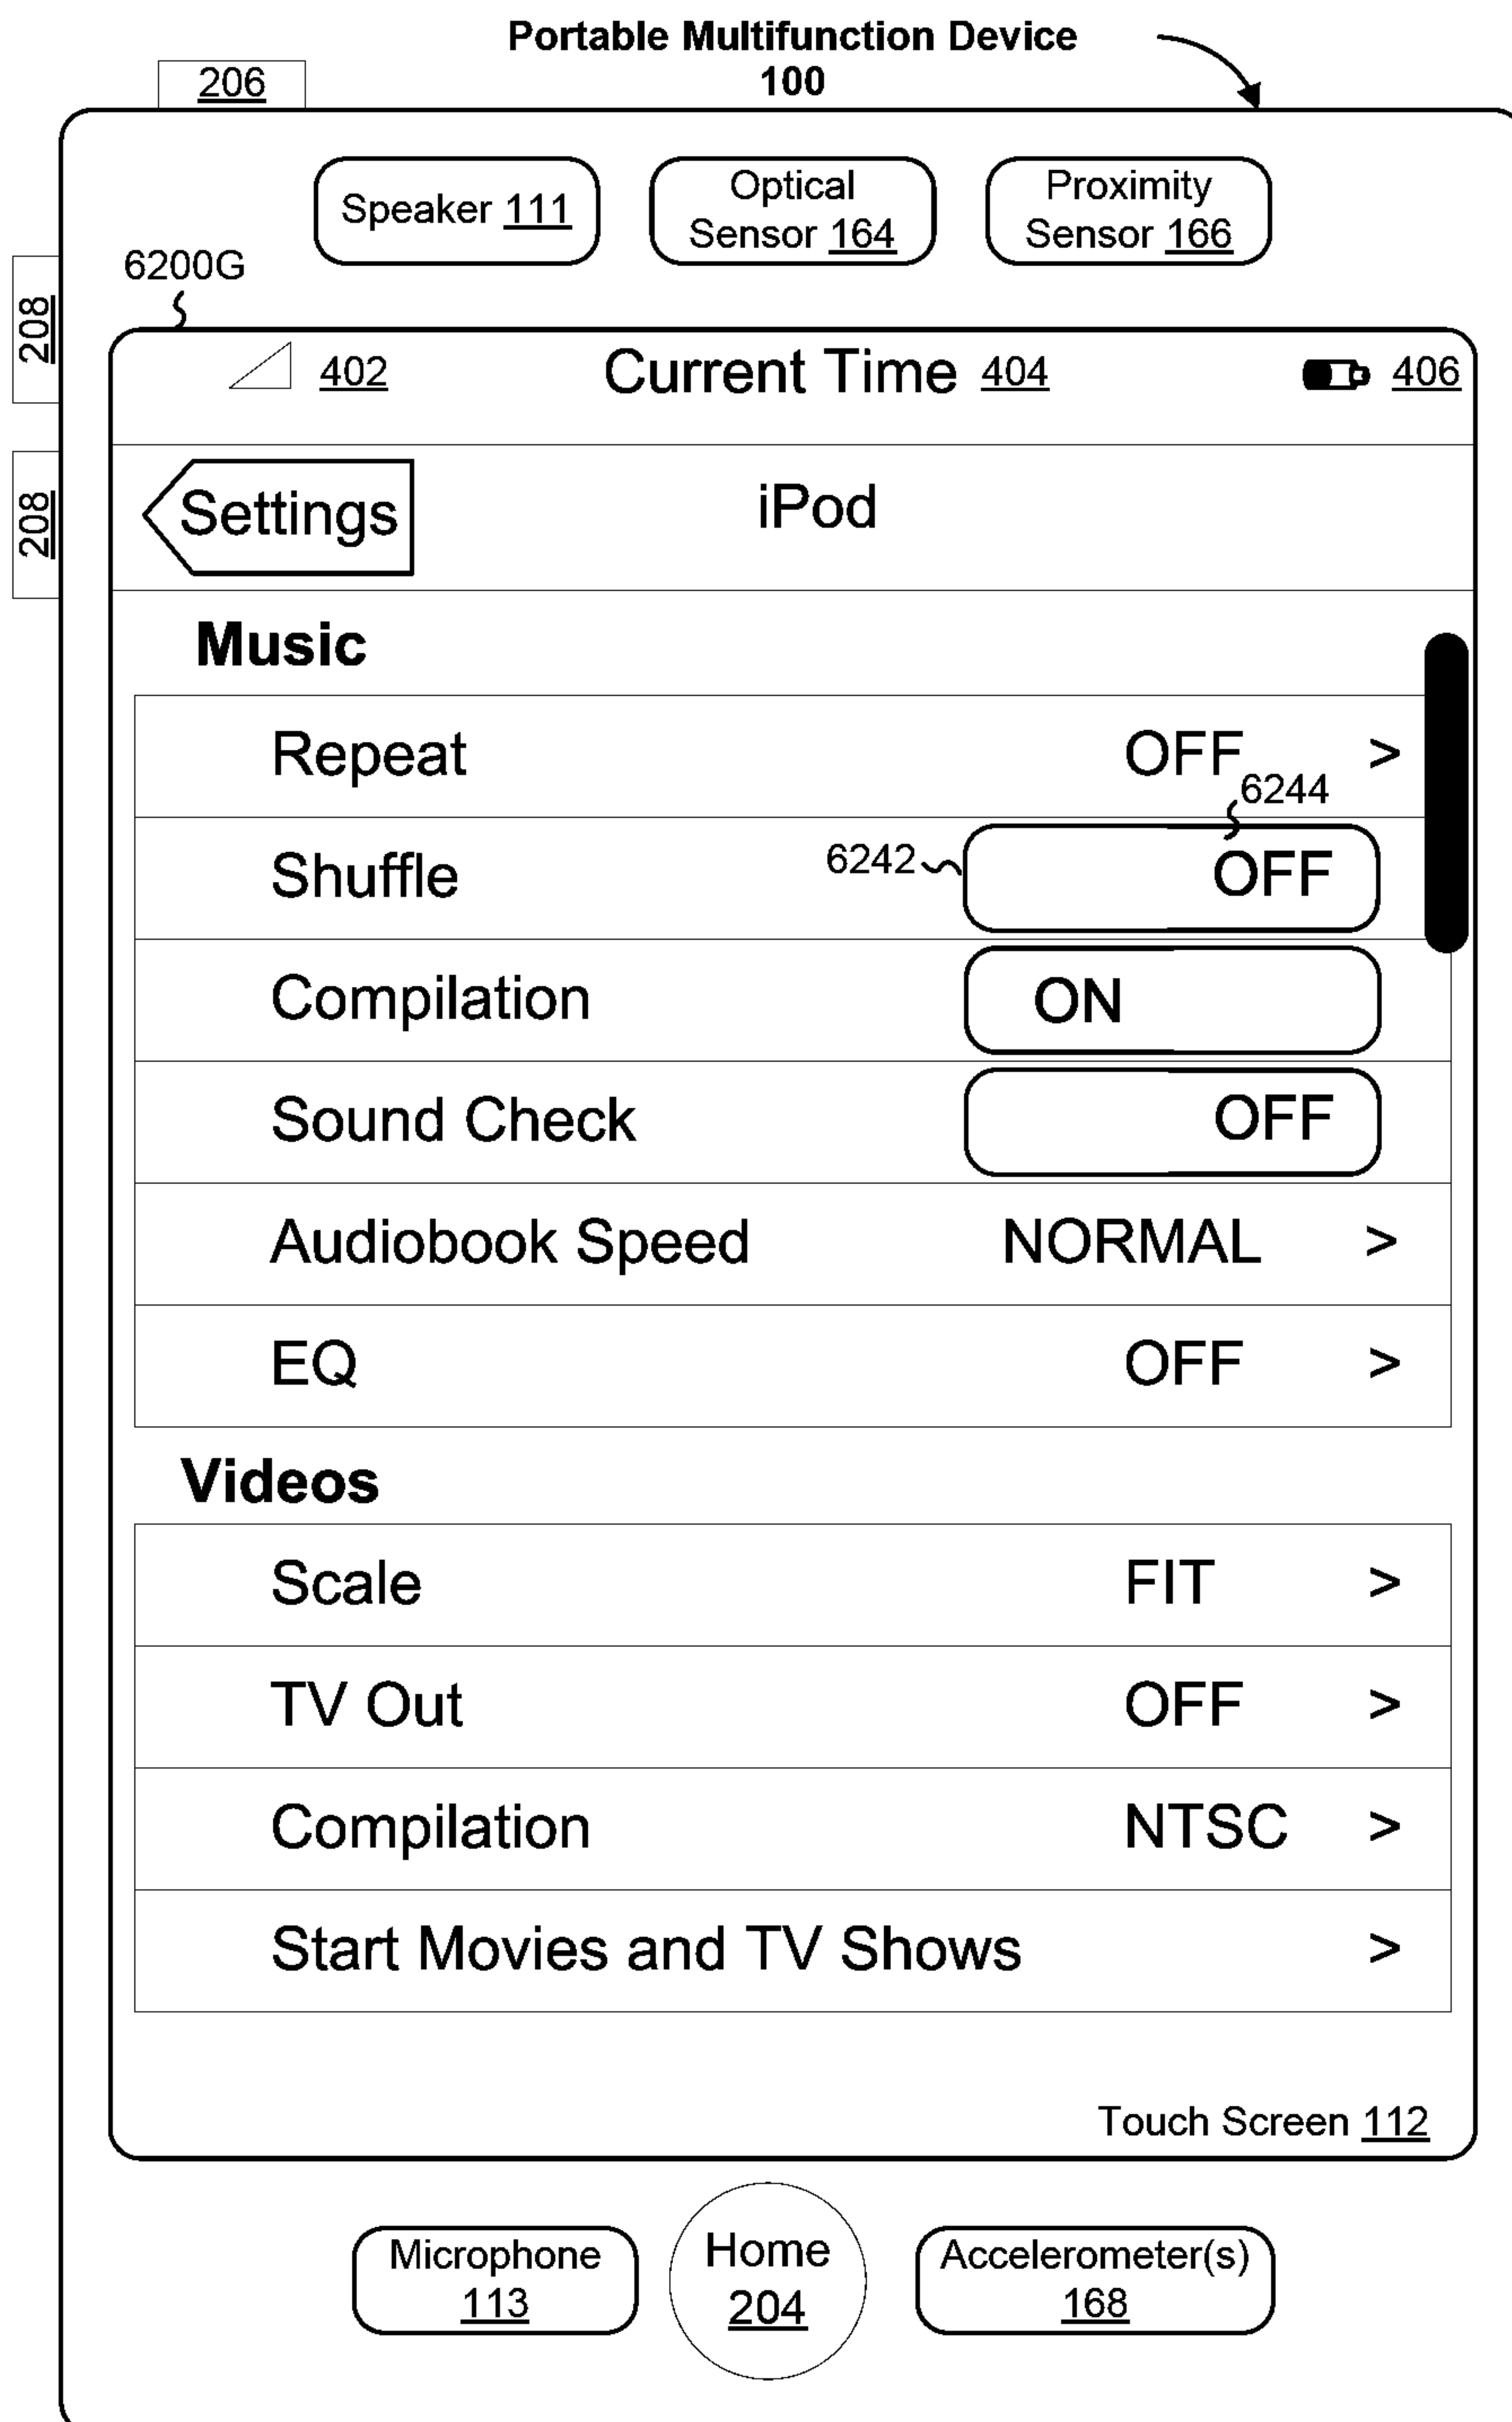 Portable Multifunction Device
100
206
Speaker 111
Optical
Sensor 164
Proximity
Sensor 166
6200G
208
208
402
Current Time 404
406
Settings
iPod
Music
Repeat OFF >
6244
Shuffle 6242 OFF
Compilation ON
Sound Check OFF
Audiobook Speed NORMAL >
EQ OFF >
Videos
Scale FIT >
TV Out OFF >
Compilation NTSC >
Start Movies and TV Shows >
Touch Screen 112
Microphone
113
Home
204
Accelerometer(s)
168